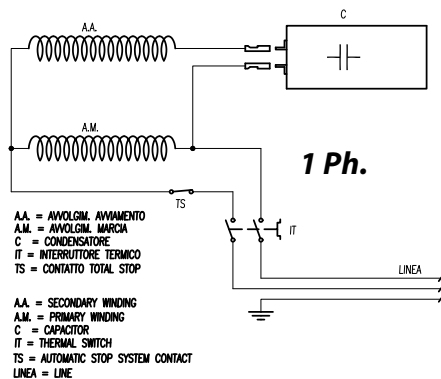 A.A.
C
A.M.
1 Ph.
TS
IT
A.A. = AVVOLGIM. AVVIAMENTO
A.M. = AVVOLGIM. MARCIA
C = CONDENSATORE
IT = INTERRUTTORE TERMICO
TS = CONTATTO TOTAL STOP
LINEA
A.A. = SECONDARY WINDING
A.M. = PRIMARY WINDING
C = CAPACITOR
IT = THERMAL SWITCH
TS = AUTOMATIC STOP SYSTEM CONTACT
LINEA = LINE